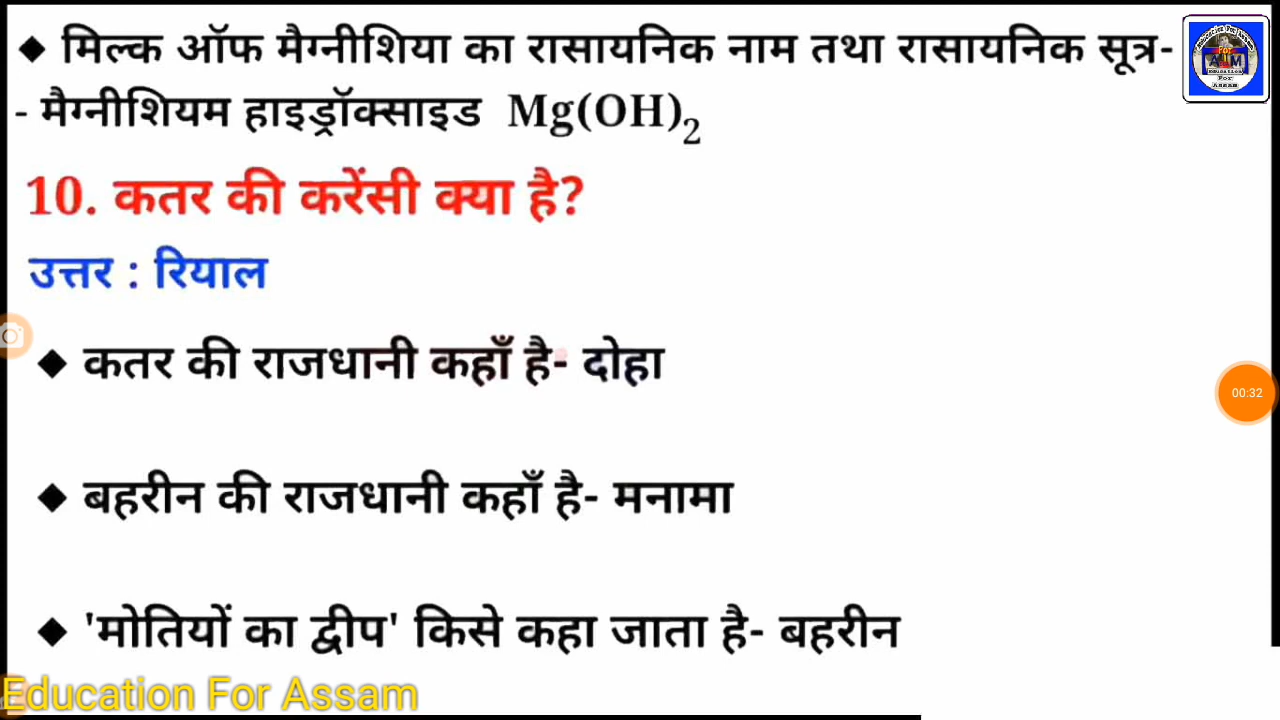 ◆ मिल्क ऑफ मैग्नीशिया का रासायनिक नाम तथा रासायनिक सूत्र-
- मैग्नीशियम हाइड्रॉक्साइड Mg(OH)₂
10. कतर की करेंसी क्या है?
उत्तर : रियाल
◆ कतर की राजधानी कहाँ है- दोहा
00:32
◆ बहरीन की राजधानी कहाँ है- मनामा
◆ 'मोतियों का द्वीप' किसे कहा जाता है- बहरीन
Education For Assam